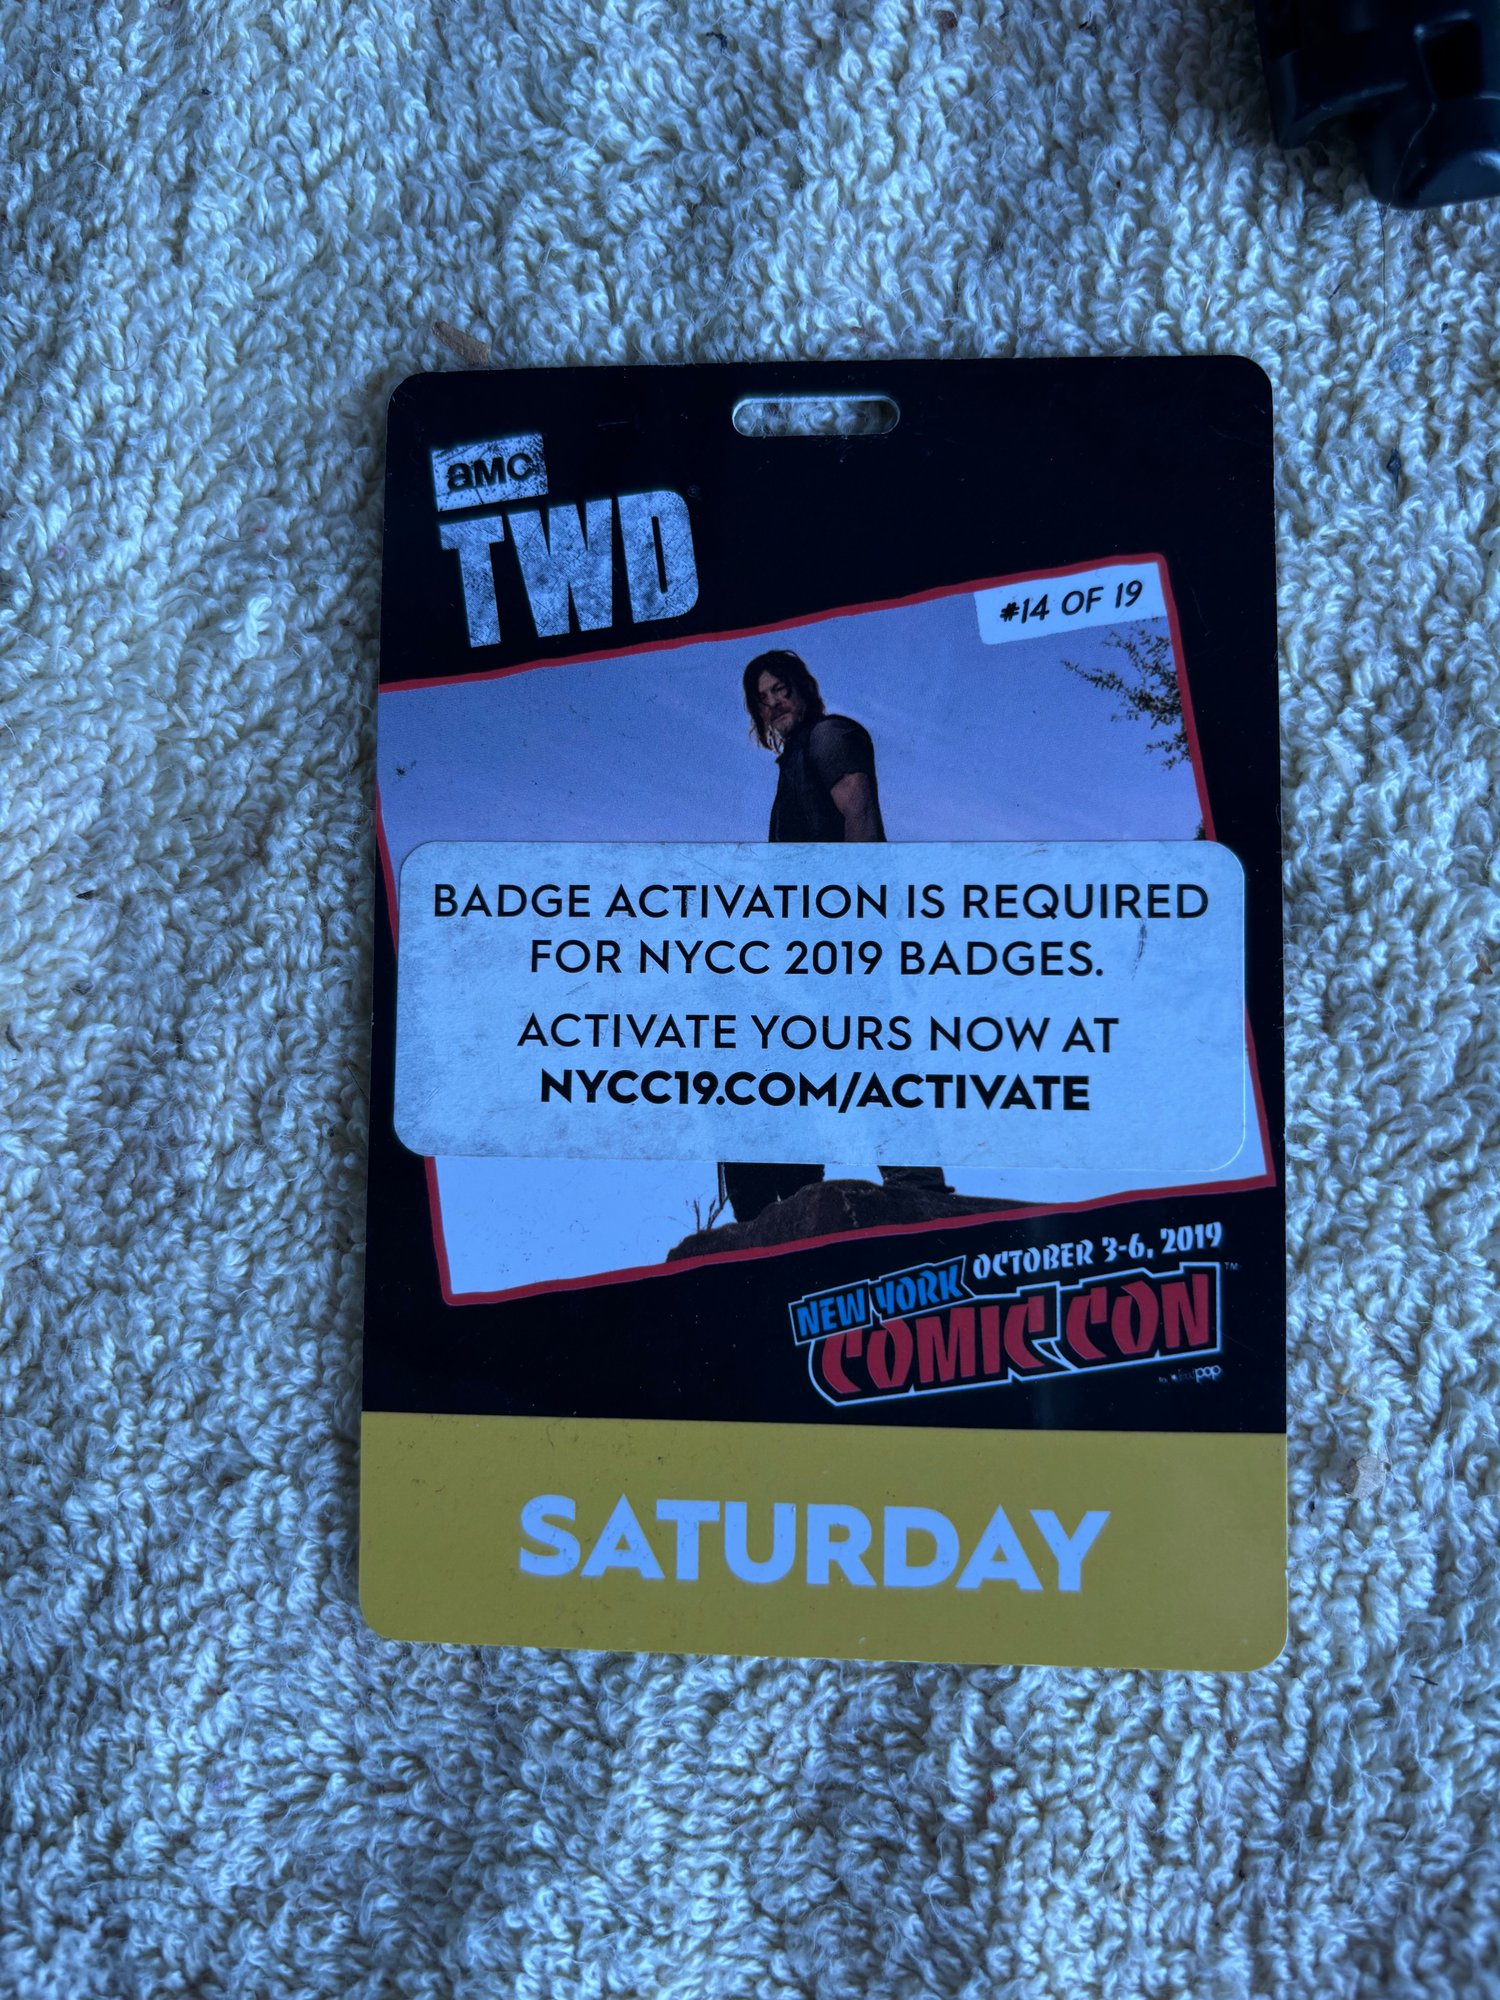 aMC
TWD
#14 OF 19
BADGE ACTIVATION IS REQUIRED
FOR NYCC 2019 BADGES.
ACTIVATE YOURS NOW AT
NYCC19.COM/ACTIVATE
OCTOBER 3-6, 2019
NEW YORK
COMIC CON
TM
SATURDAY